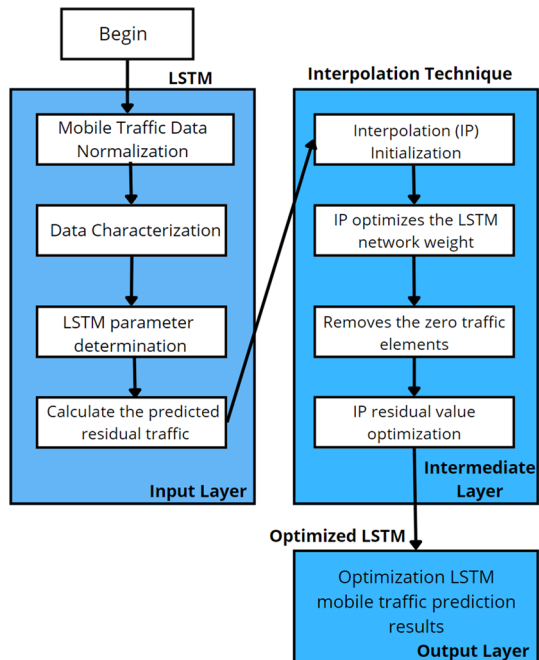 Begin
LSTM
Mobile Traffic Data
Normalization
Data Characterization
LSTM parameter
determination
Calculate the predicted
residual traffic
Input Layer
Interpolation Technique
Interpolation (IP)
Initialization
IP optimizes the LSTM
network weight
Removes the zero traffic
elements
IP residual value
optimization
Intermediate
Layer
Optimized LSTM
Optimization LSTM
mobile traffic prediction
results
Output Layer